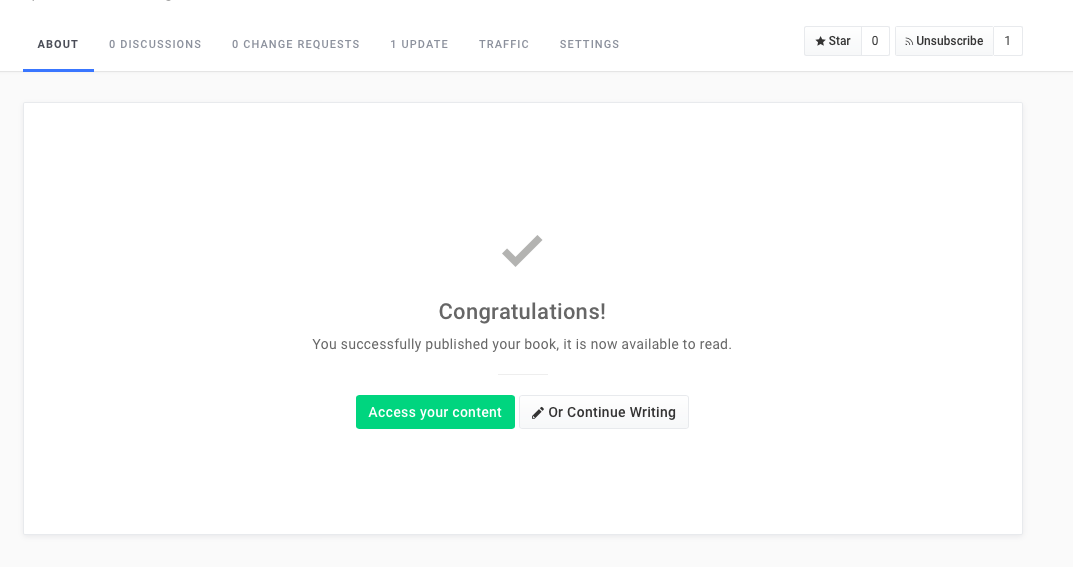 ABOUT 0 DISCUSSIONS 0 CHANGE REQUESTS 1 UPDATE TRAFFIC SETTINGS Star 0 Unsubscribe 1
Congratulations!
You successfully published your book, it is now available to read.
Access your content Or Continue Writing